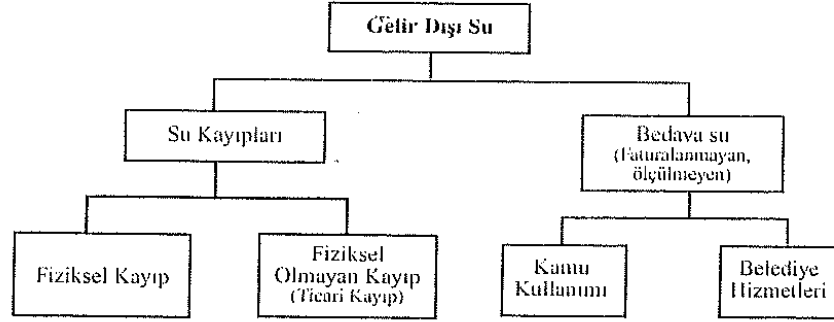 Gelir Dışı Su
Su Kayıpları
Bedava su
(Faturalanmayan,
ölçülmeyen)
Fiziksel Kayıp
Fiziksel
Olmayan Kayıp
(Ticari Kayıp)
Kamu
Kullanımı
Belediye
Hizmetleri